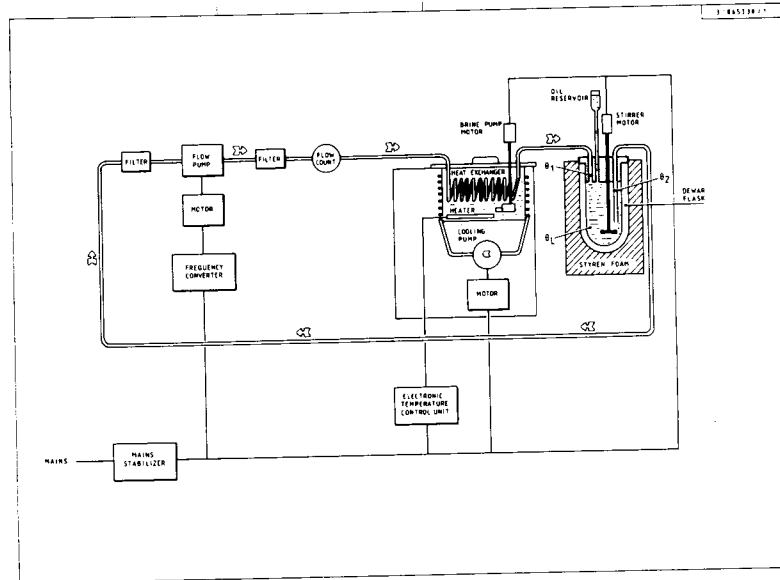 OIL
RESERVOIR
BRINE PUMP
MOTOR
STIRRER
MOTOR
FILTER
FLOW
PUMP
FILTER
FLOW
COUNT
HEAT EXCHANGER
θ1
θ2
DEWAR
FLASK
MOTOR
HEATER
COOLING
PUMP
θL
FREQUENCY
CONVERTER
STYREN FOAM
MOTOR
ELECTRONIC
TEMPERATURE
CONTROL UNIT
MAINS
MAINS
STABILIZER